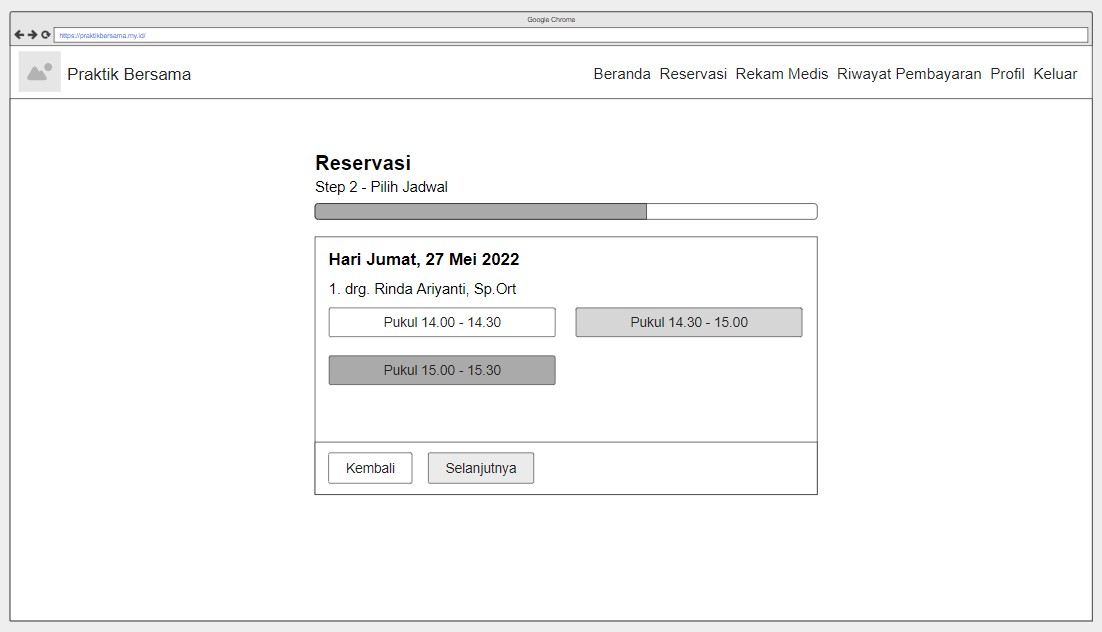 Google Chrome
https://praktikbersama.my.id/
Praktik Bersama
Beranda Reservasi Rekam Medis Riwayat Pembayaran Profil Keluar
Reservasi
Step 2 - Pilih Jadwal
Hari Jumat, 27 Mei 2022
1. drg. Rinda Ariyanti, Sp.Ort
Pukul 14.00 - 14.30
Pukul 14.30 - 15.00
Pukul 15.00 - 15.30
Kembali
Selanjutnya